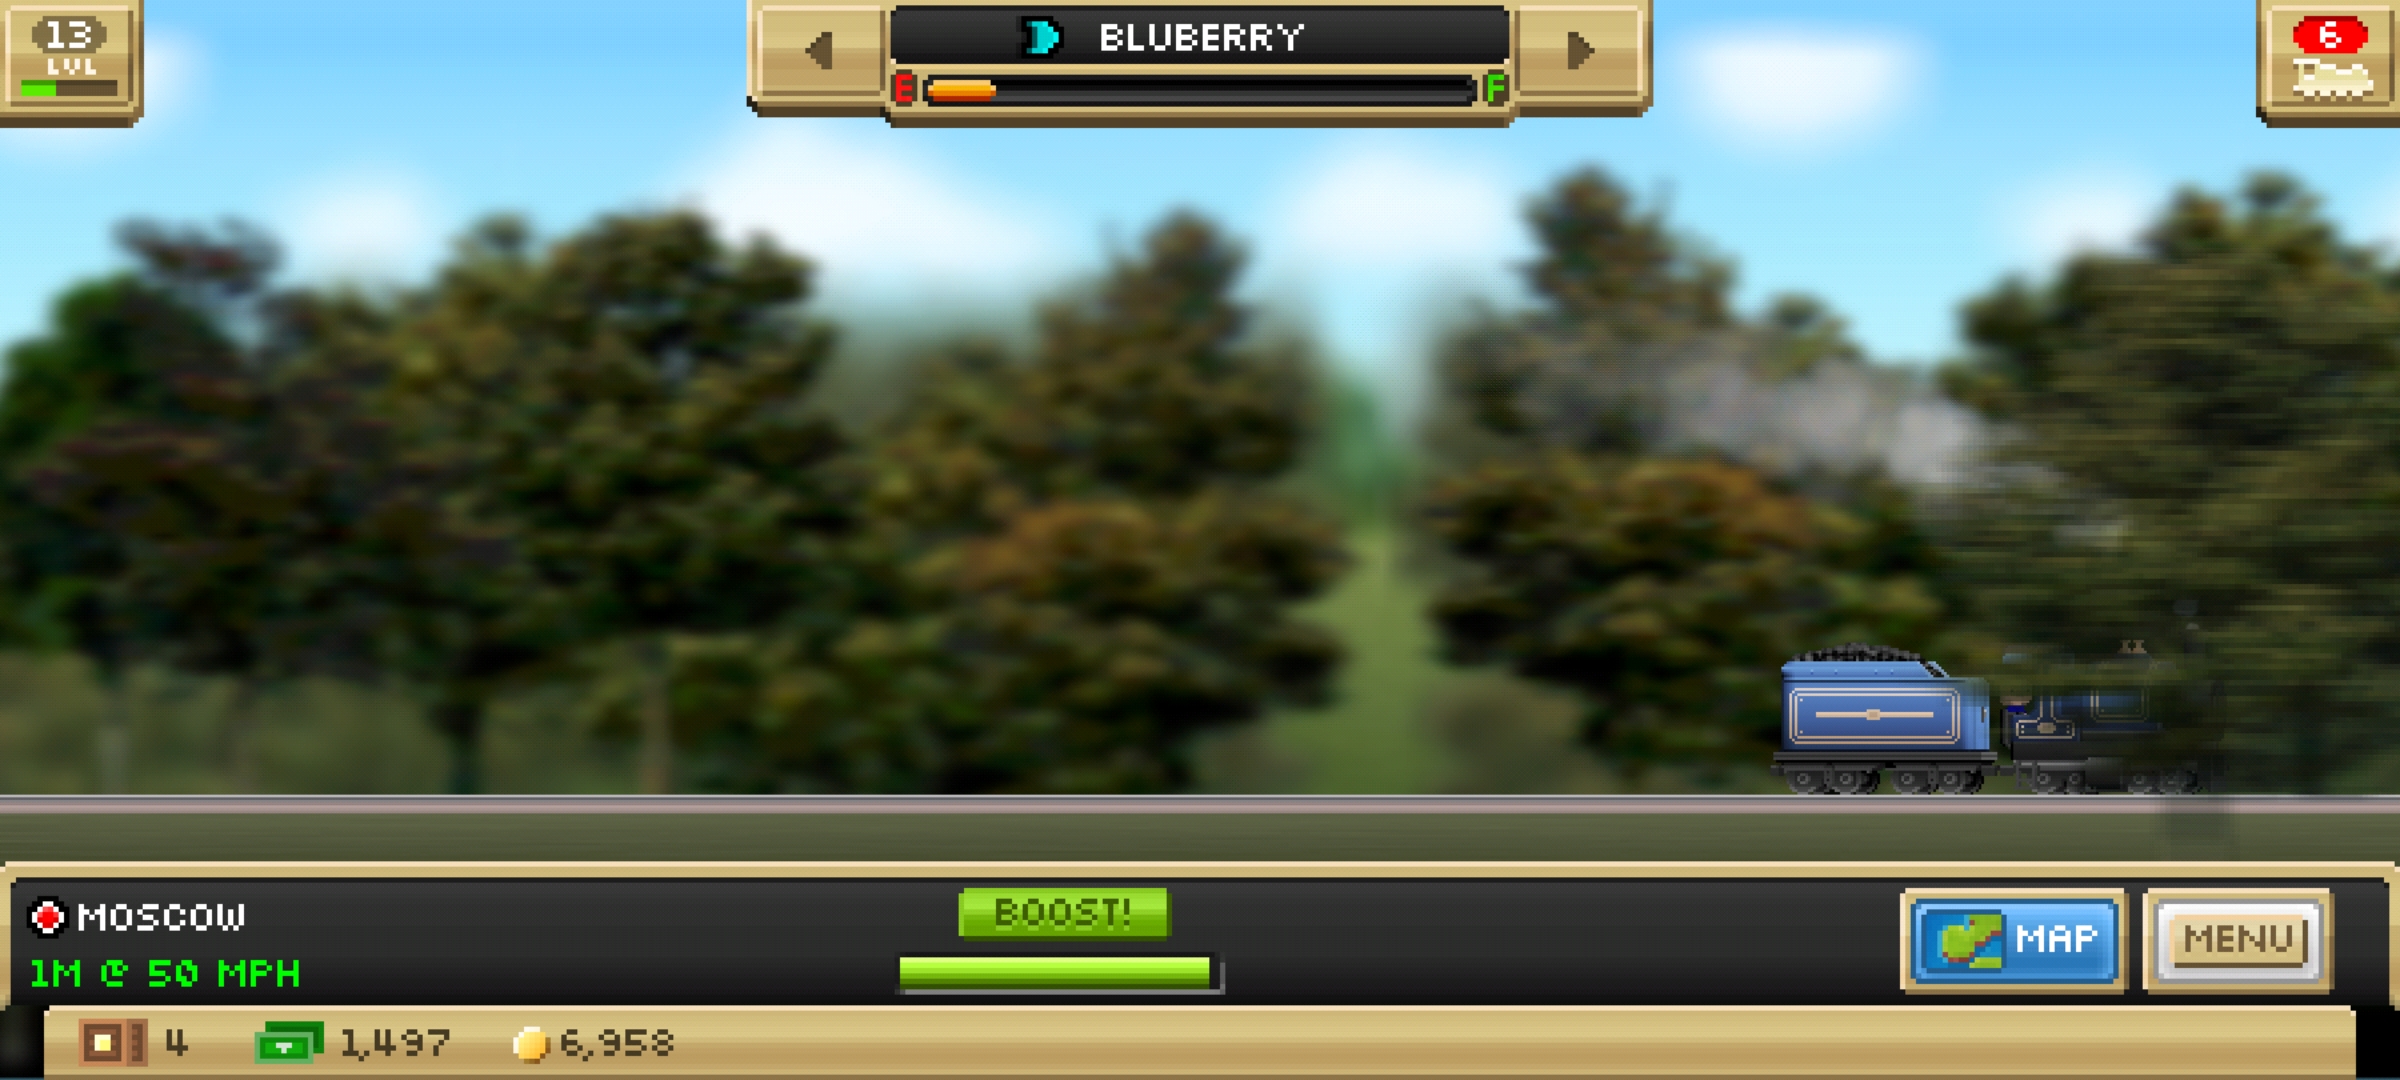 13
LVL
BLUBERRY
E F
6
MOSCOW
1M @ 50 MPH
BOOST!
MAP
MENU
4
1,497
6,958